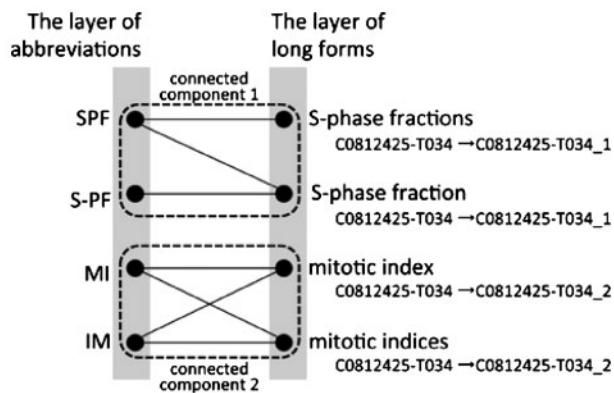 The layer of
abbreviations
The layer of
long forms
connected
component 1
SPF
S-phase fractions
C0812425-T034 →C0812425-T034_1
S-PF
S-phase fraction
C0812425-T034 →C0812425-T034_1
MI
mitotic index
C0812425-T034 →C0812425-T034_2
IM
mitotic indices
C0812425-T034 →C0812425-T034_2
connected
component 2